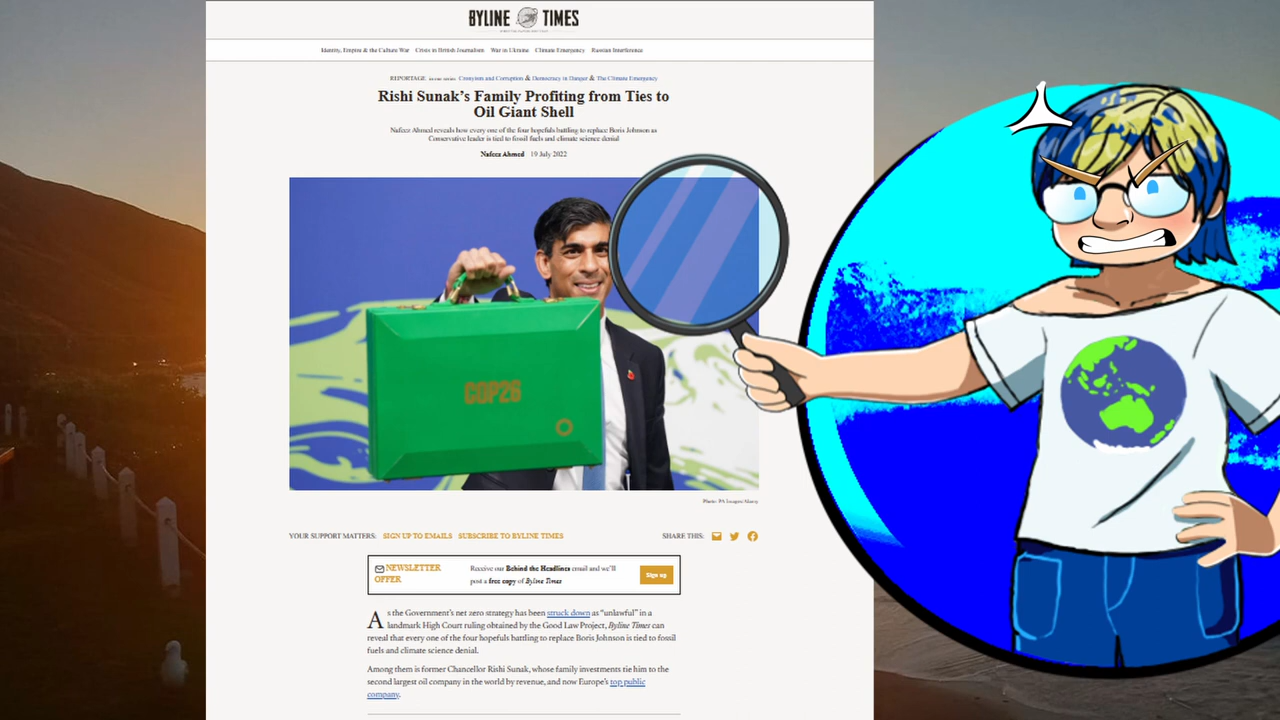 BYLINE TIMES
Identity, Empire & the Culture War Crisis in British Journalism War in Ukraine Climate Emergency Russian Interference
REPORTAGE Cronyism and Corruption & Democracy in Danger & The Climate Emergency
Rishi Sunak's Family Profiting from Ties to
Oil Giant Shell
Nafeez Ahmed reveals how every one of the four hopefuls battling to replace Boris Johnson as
Conservative leader is tied to fossil fuels and climate science denial
Nafeez Ahmed 19 July 2022
COP26
Photo: PA Images/Alamy
YOUR SUPPORT MATTERS: SIGN UP TO EMAILS SUBSCRIBE TO BYLINE TIMES SHARE THIS:
NEWSLETTER
OFFER
Receive our Behind the Headlines email and we'll
post a free copy of Byline Times
Sign up
As the Government's net zero strategy has been struck down as "unlawful" in a
landmark High Court ruling obtained by the Good Law Project, Byline Times can
reveal that every one of the four hopefuls battling to replace Boris Johnson is tied to fossil
fuels and climate science denial.
Among them is former Chancellor Rishi Sunak, whose family investments tie him to the
second largest oil company in the world by revenue, and now Europe's top public
company.